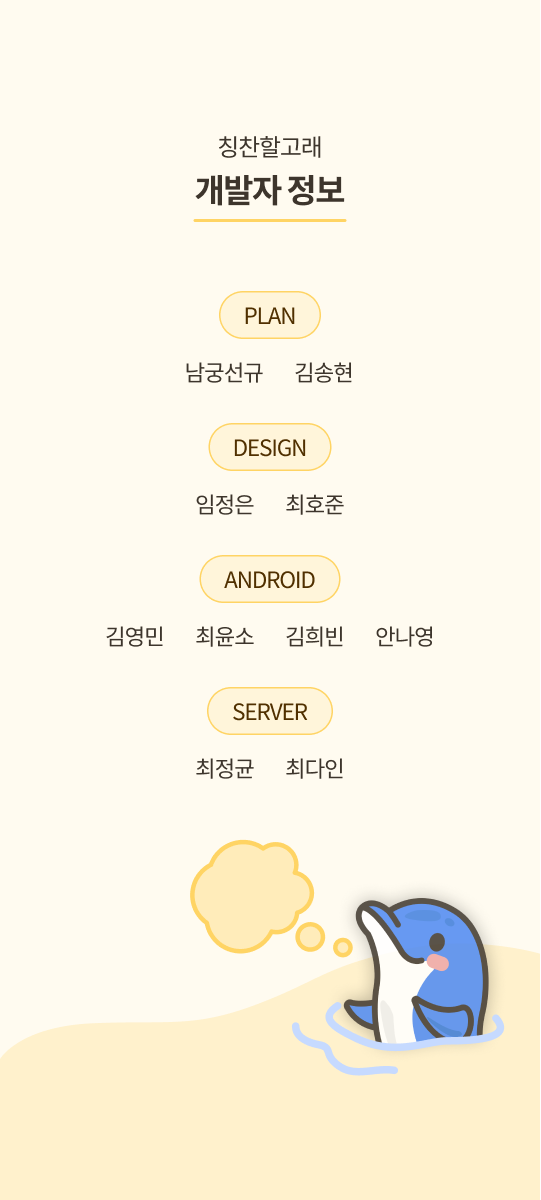 칭찬할고래
개발자 정보
PLAN
남궁선규 김송현
DESIGN
임정은 최호준
ANDROID
김영민 최윤소 김희빈 안나영
SERVER
최정균 최다인